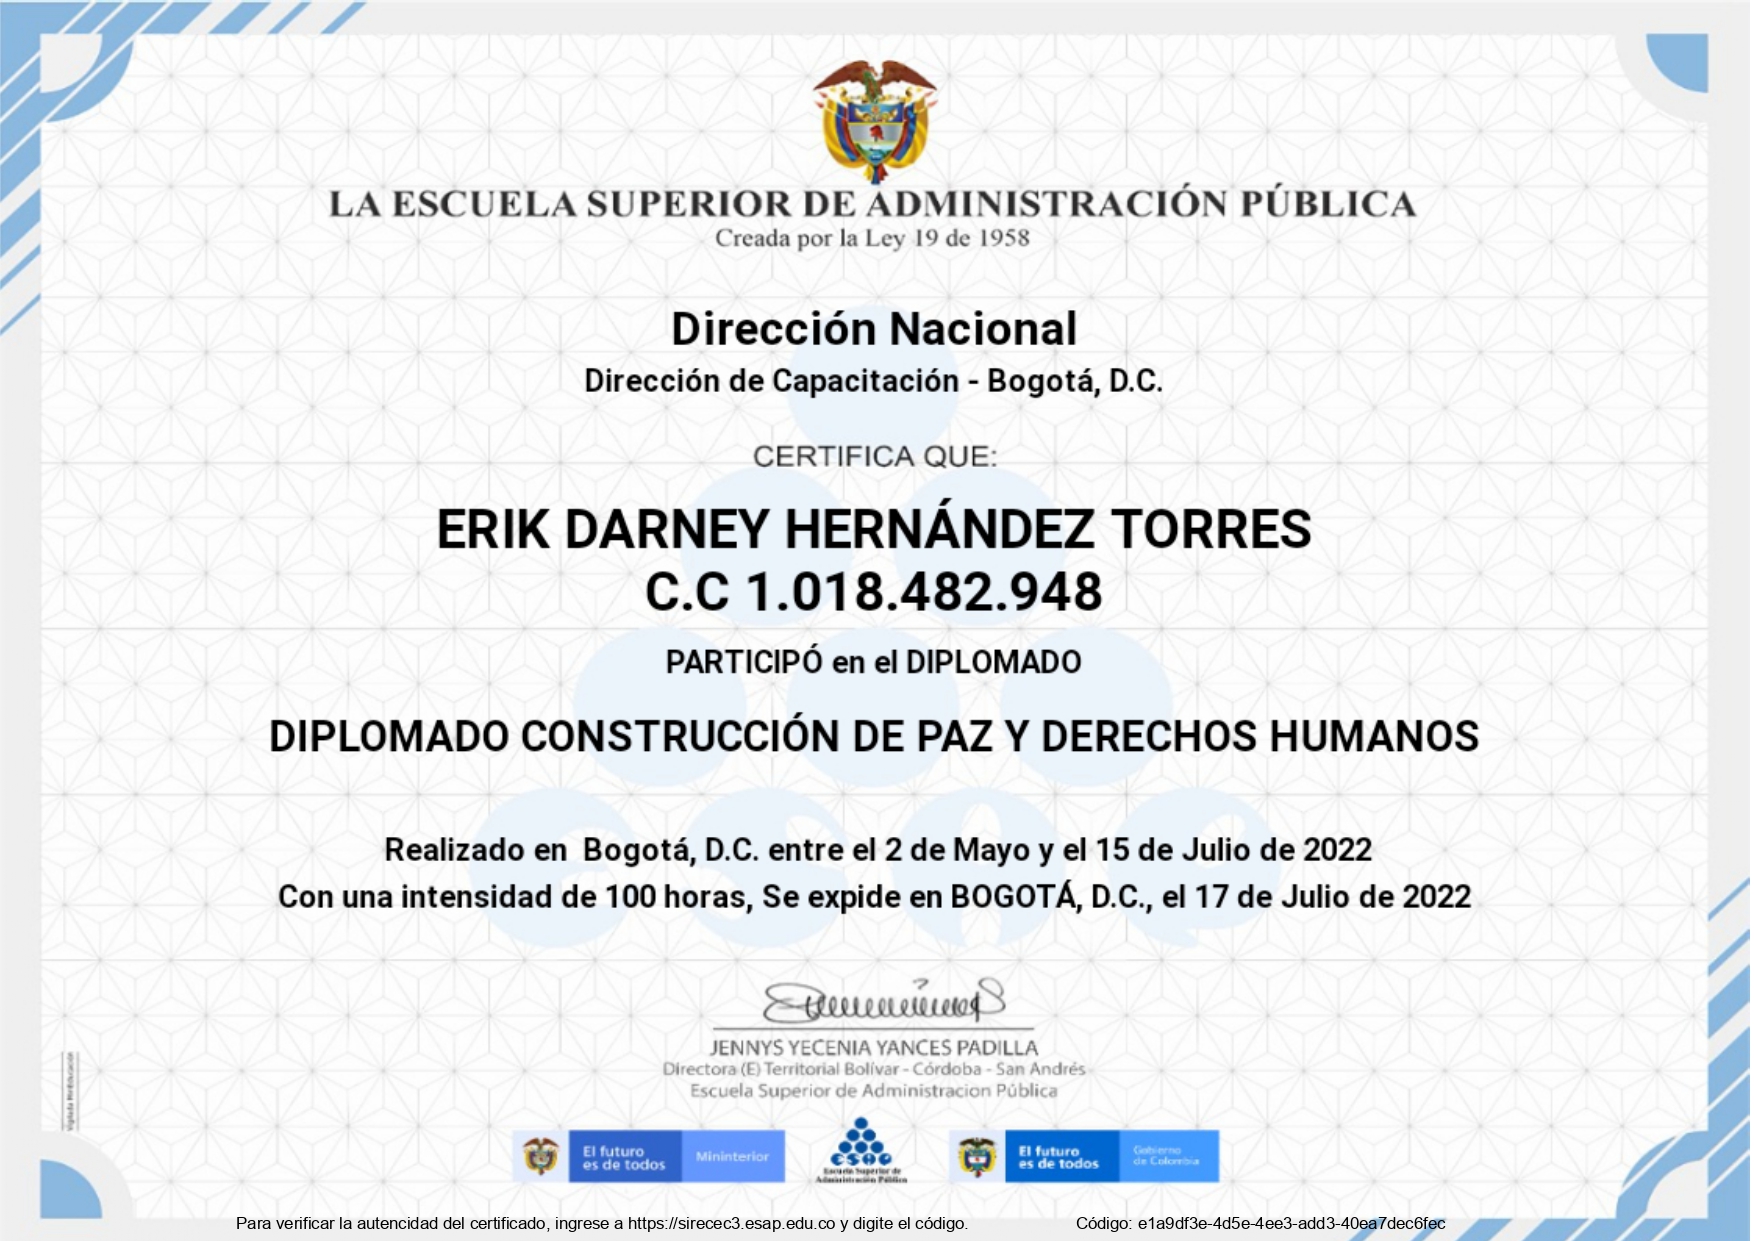 LA ESCUELA SUPERIOR DE ADMINISTRACIÓN PÚBLICA
Creada por la Ley 19 de 1958
Dirección Nacional
Dirección de Capacitación - Bogotá, D.C.
CERTIFICA QUE:
ERIK DARNEY HERNÁNDEZ TORRES
C.C 1.018.482.948
PARTICIPÓ en el DIPLOMADO
DIPLOMADO CONSTRUCCIÓN DE PAZ Y DERECHOS HUMANOS
Realizado en  Bogotá, D.C. entre el 2 de Mayo y el 15 de Julio de 2022
Con una intensidad de 100 horas, Se expide en BOGOTÁ, D.C., el 17 de Julio de 2022
JENNYS YECENIA YANCES PADILLA
Directora (E) Territorial Bolívar - Córdoba - San Andrés
Escuela Superior de Administracion Pública
Vigilada MinEducación
El futuro
es de todos
Mininterior
esap
Escuela Superior de
Administración Pública
El futuro
es de todos
Gobierno
de Colombia
Para verificar la autencidad del certificado, ingrese a https://sirecec3.esap.edu.co y digite el código.
Código: e1a9df3e-4d5e-4ee3-add3-40ea7dec6fec